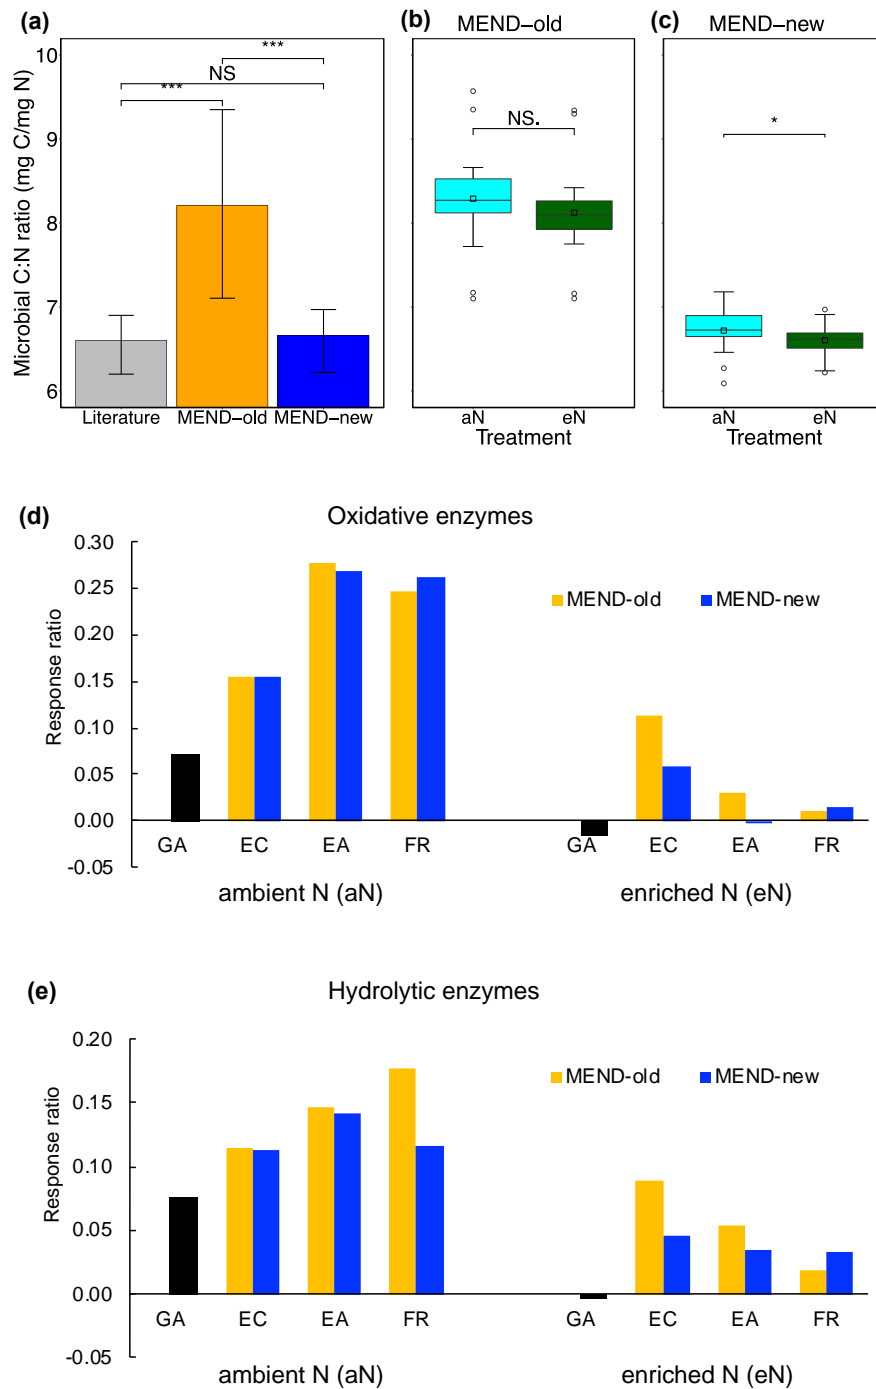 (a)
Microbial C:N ratio (mg C/mg N)
10
9
8
7
6
***
NS
***
Literature MEND−old MEND−new
(b) MEND−old
NS.
aN eN
Treatment
(c) MEND−new
*
aN eN
Treatment
(d) Oxidative enzymes
Response ratio
0.30
0.25
0.20
0.15
0.10
0.05
0.00
-0.05
MEND-old MEND-new
GA EC EA FR GA EC EA FR
ambient N (aN) enriched N (eN)
(e) Hydrolytic enzymes
Response ratio
0.20
0.15
0.10
0.05
0.00
-0.05
MEND-old MEND-new
GA EC EA FR GA EC EA FR
ambient N (aN) enriched N (eN)